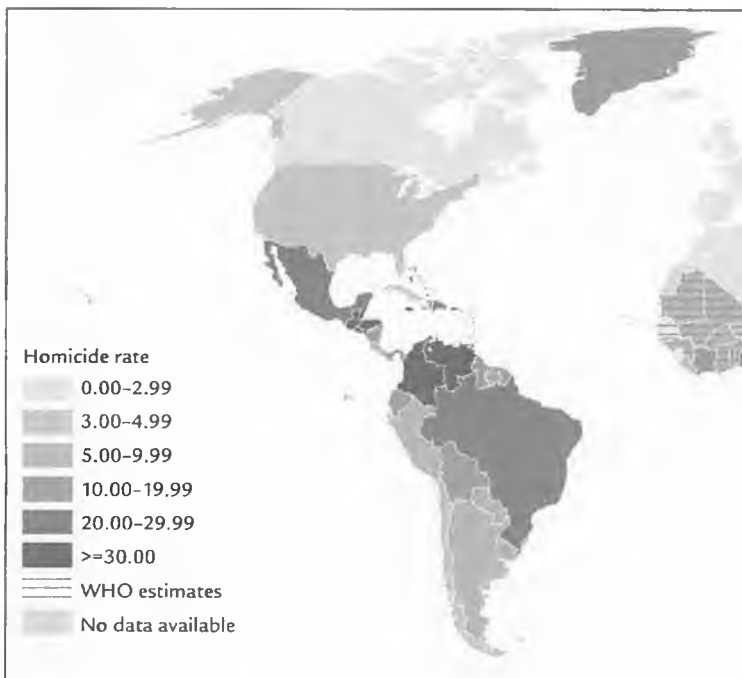 Homicide rate
0.00–2.99
3.00–4.99
5.00–9.99
10.00–19.99
20.00–29.99
>=30.00
WHO estimates
No data available